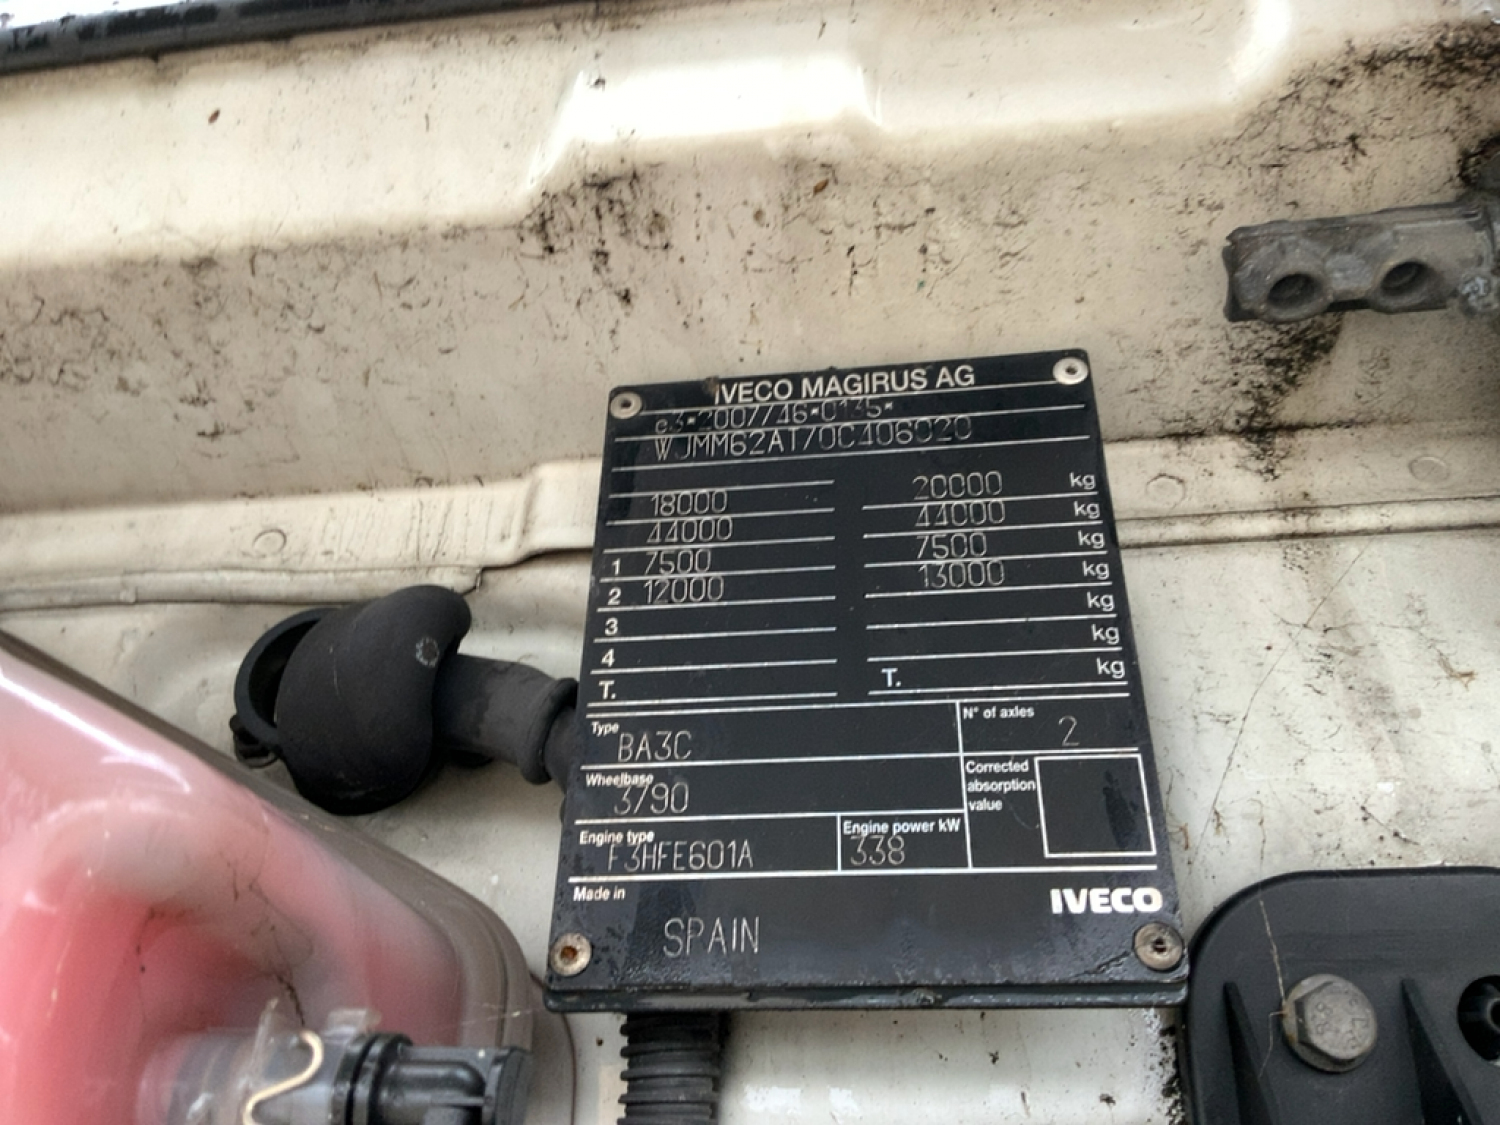 IVECO MAGIRUS AG
e3*2007/46*0135*
WJMM62AT70C406020
18000 20000 kg
44000 44000 kg
1 7500 7500 kg
2 12000 13000 kg
3 kg
4 kg
T. T. kg
Type BA3C N° of axles 2
Wheelbase 3790 Corrected absorption value
Engine type F3HFE601A Engine power kW 338
Made in SPAIN IVECO